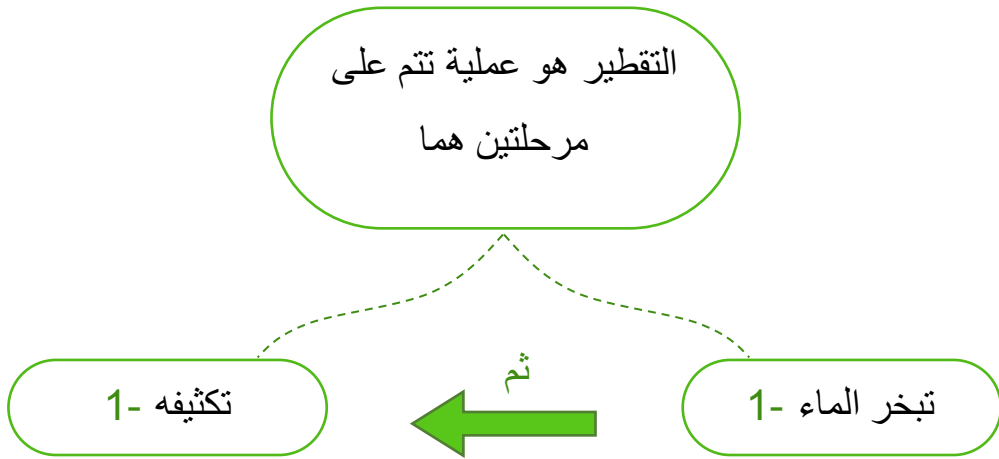 التقطير هو عملية تتم على
مرحلتين هما
ثم
تبخر الماء -1
تكثيفه -1